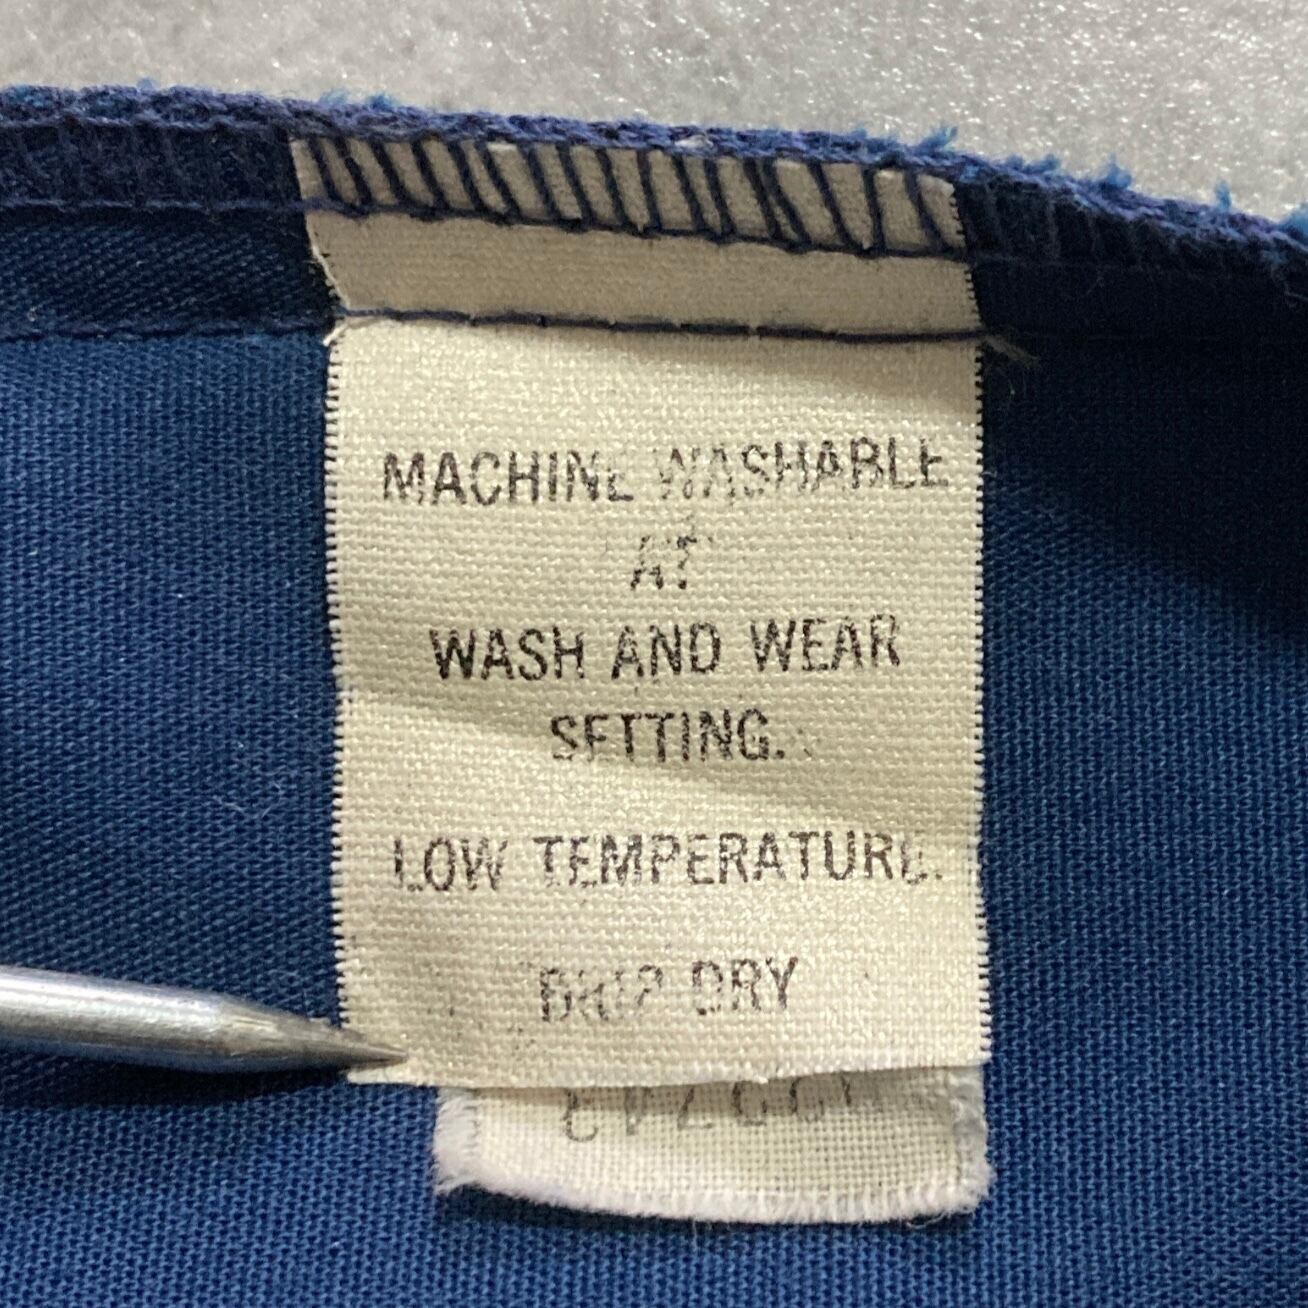 MACHINE WASHABLE
AT
WASH AND WEAR
SETTING.
LOW TEMPERATURE.
DRIP DRY